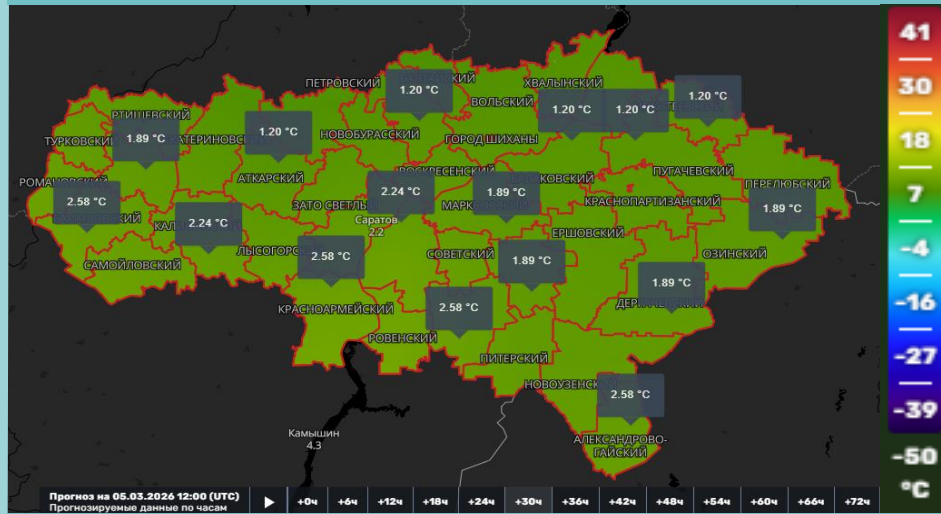 41
30
18
7
-4
-16
-27
-39
-50
°C
ПЕТРОВСКИЙ
1.20 °C
ХВАЛЫНСКИЙ
ВОЛЬСКИЙ
1.20 °C
1.20 °C
1.20 °C
РТИЩЕВСКИЙ
ТУРКОВСКИЙ
1.89 °C
1.20 °C
НОВОБУРАССКИЙ
ГОРОД ШИХАНЫ
АТКАРСКИЙ
ПУГАЧЕВСКИЙ
ПЕРЕЛЮБСКИЙ
2.58 °C
2.24 °C
1.89 °C
КРАСНОПАРТИЗАНСКИЙ
1.89 °C
ЗАТО СВЕТЛЫ
Саратов
2.2
2.24 °C
ЕРШОВСКИЙ
САМОЙЛОВСКИЙ
ЛЫСОГОРС
2.58 °C
СОВЕТСКИЙ
1.89 °C
ОЗИНСКИЙ
1.89 °C
КРАСНОАРМЕЙСКИЙ
2.58 °C
РОВЕНСКИЙ
ПИТЕРСКИЙ
НОВОУЗЕНСК
2.58 °C
АЛЕКСАНДРОВО-
ГАЙСКИЙ
Камышин
4.3
Прогноз на 05.03.2026 12:00 (UTC)
Прогнозируемые данные по часам
+0ч +6ч +12ч +18ч +24ч +30ч +36ч +42ч +48ч +54ч +60ч +66ч +72ч